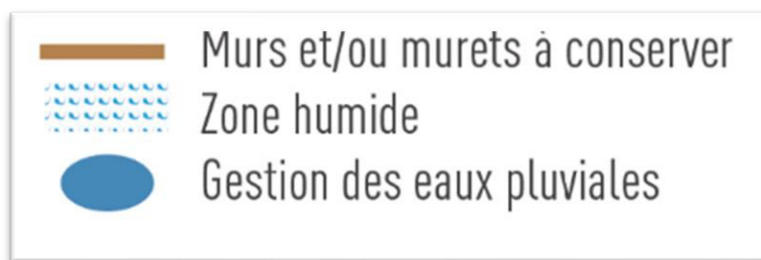 Murs et/ou murets à conserver
Zone humide
Gestion des eaux pluviales